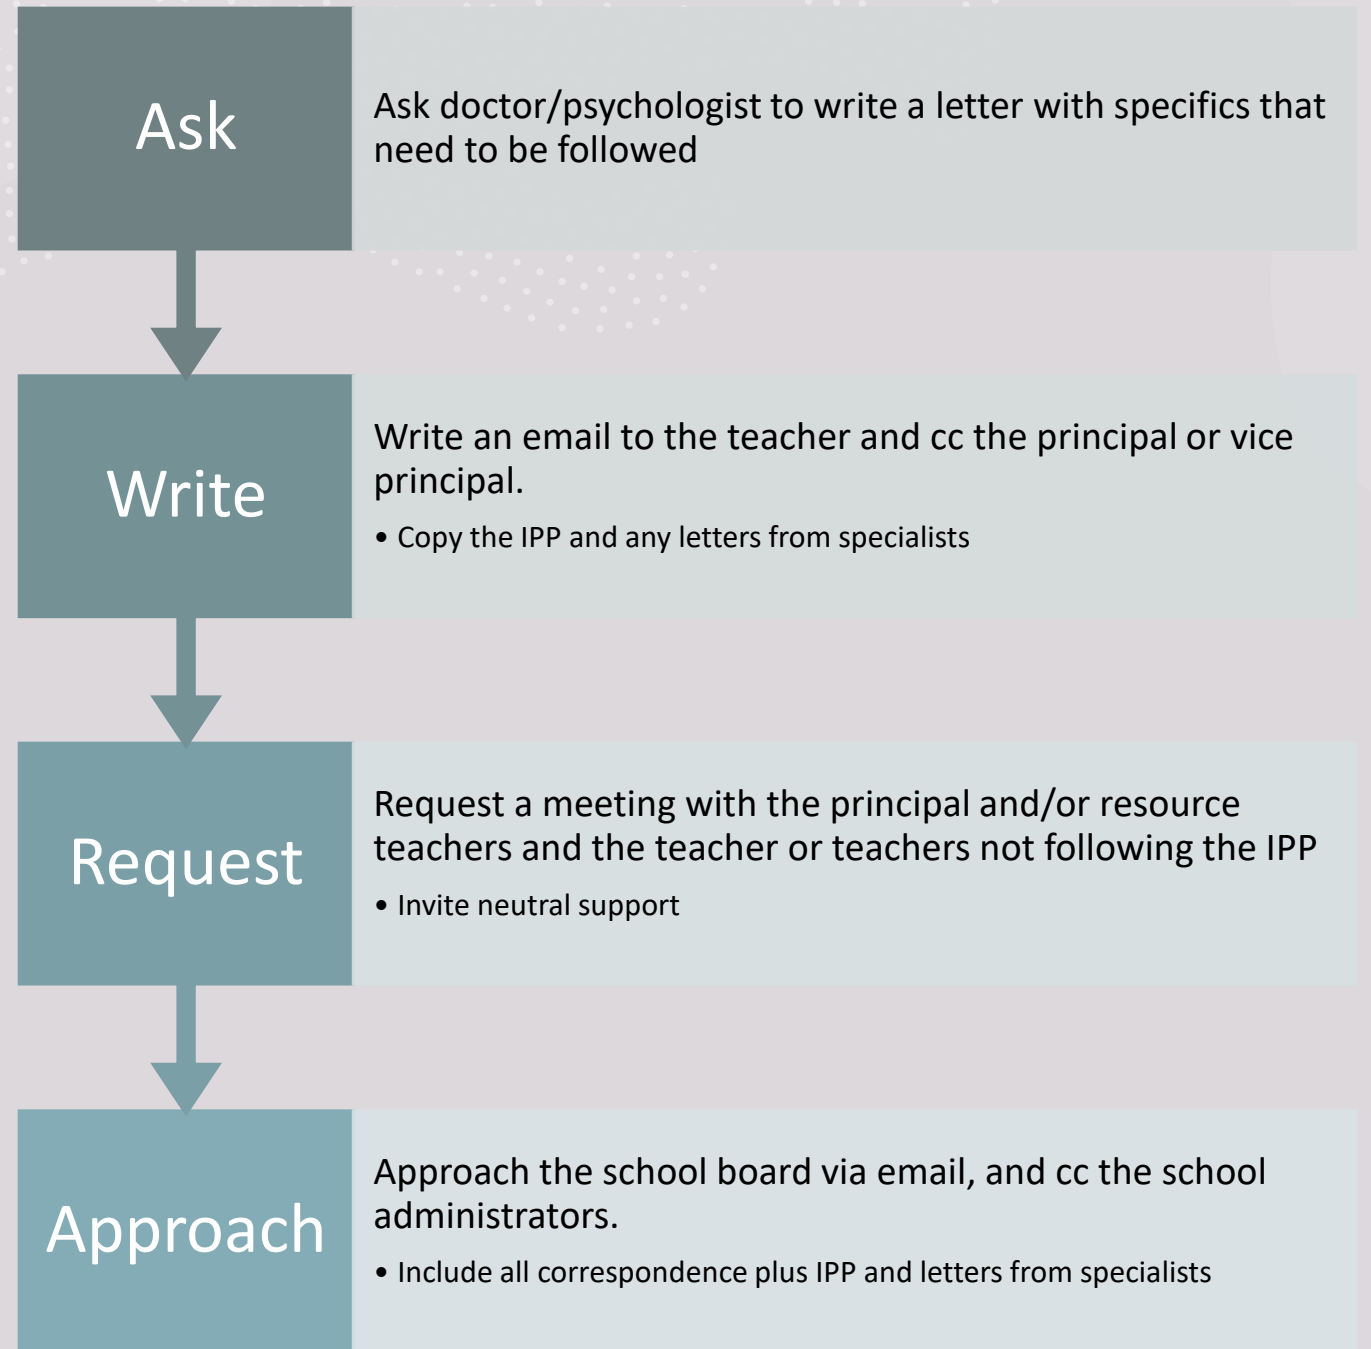 Ask
Ask doctor/psychologist to write a letter with specifics that
need to be followed
Write
Write an email to the teacher and cc the principal or vice
principal.
• Copy the IPP and any letters from specialists
Request
Request a meeting with the principal and/or resource
teachers and the teacher or teachers not following the IPP
• Invite neutral support
Approach
Approach the school board via email, and cc the school
administrators.
• Include all correspondence plus IPP and letters from specialists